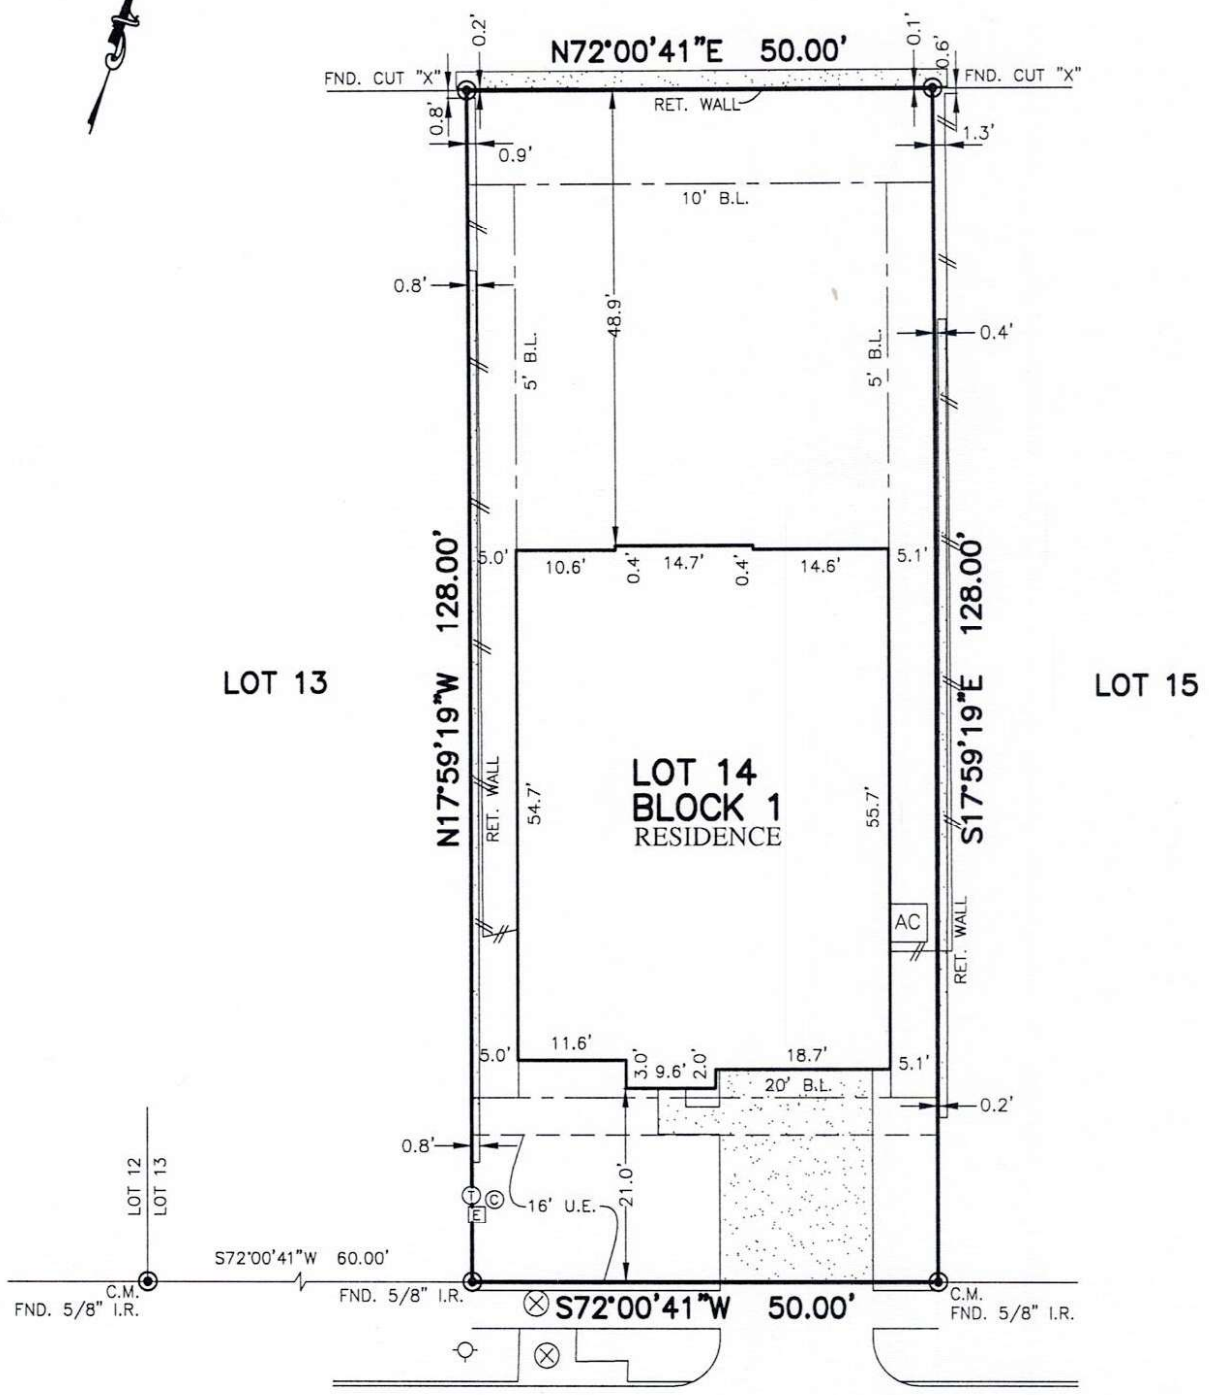 0.2'
N72°00'41"E 50.00'
0.1'
0.6'
FND. CUT "X"
FND. CUT "X"
RET. WALL
0.8'
0.9'
1.3'
10' B.L.
0.8'
48.9'
0.4'
5' B.L.
5' B.L.
5.0'
10.6'
0.4'
14.7'
0.4'
14.6'
5.1'
N17°59'19"W 128.00'
S17°59'19"E 128.00'
LOT 13
LOT 15
LOT 14
BLOCK 1
RESIDENCE
RET. WALL
54.7'
55.7'
AC
RET. WALL
5.0'
11.6'
3.0'
9.6'
2.0'
18.7'
5.1'
20' B.L.
0.2'
0.8'
LOT 12
LOT 13
T
C
E
16' U.E.
21.0'
S72°00'41"W 60.00'
C.M.
FND. 5/8" I.R.
FND. 5/8" I.R.
S72°00'41"W 50.00'
C.M.
FND. 5/8" I.R.